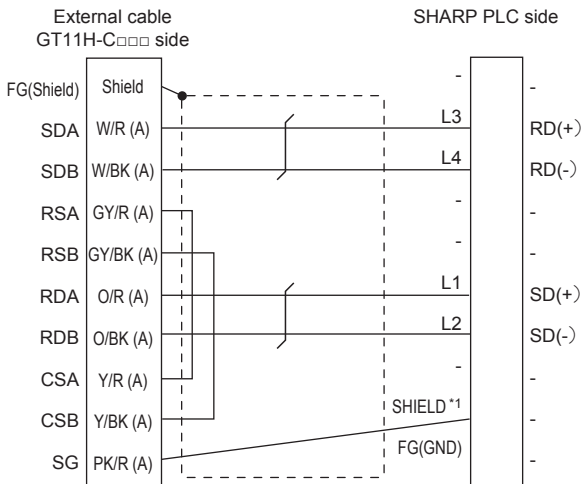 External cable
GT11H-C□□□ side
SHARP PLC side
FG(Shield) Shield - -
SDA W/R (A) L3 RD(+)
SDB W/BK (A) L4 RD(-)
RSA GY/R (A) - -
RSB GY/BK (A) - -
RDA O/R (A) L1 SD(+)
RDB O/BK (A) L2 SD(-)
CSA Y/R (A) - -
CSB Y/BK (A) SHIELD *1 -
FG(GND)
SG PK/R (A) -